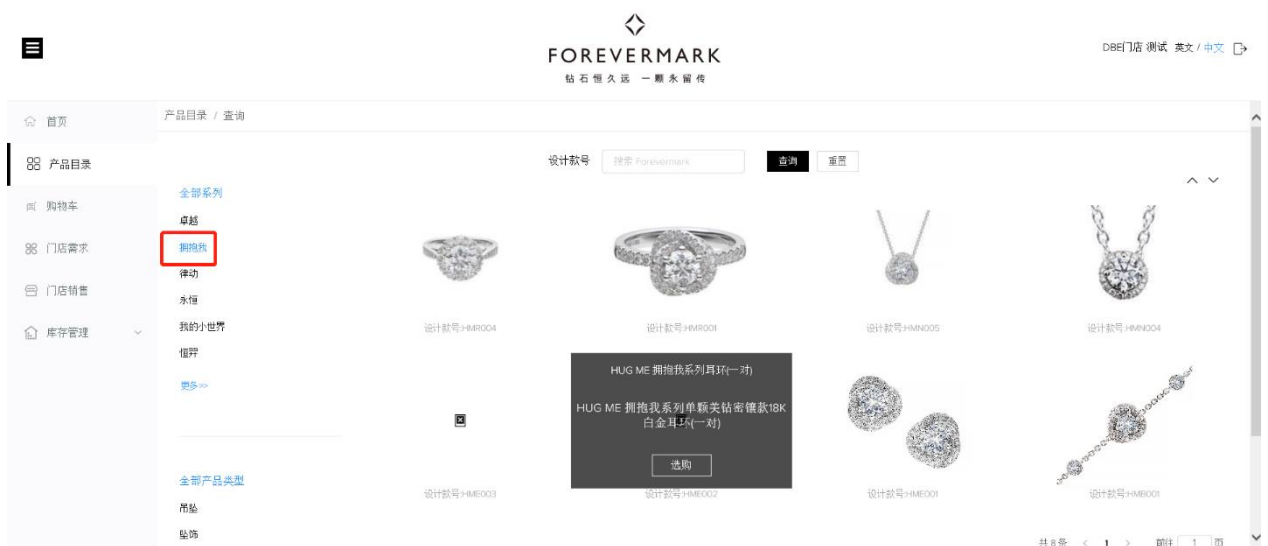 FOREVERMARK
钻石恒久远 一颗永留传
DBE门店 测试 英文 / 中文
首页
产品目录
购物车
门店需求
门店销售
库存管理
产品目录 / 查询
设计款号 搜索 Forevermark 查询 重置
全部系列
卓越
拥抱我
律动
永恒
我的小世界
恒羿
更多>>
全部产品类型
吊坠
坠饰
设计款号:HMR004
设计款号:HMR001
设计款号:HMN005
设计款号:HMN004
HUG ME 拥抱我系列耳环(一对)
HUG ME 拥抱我系列单颗美钻密镶款18K
白金耳环(一对)
选购
设计款号:HME003
设计款号:HME002
设计款号:HME001
设计款号:HMB001
共 8 条 < 1 > 前往 1 页